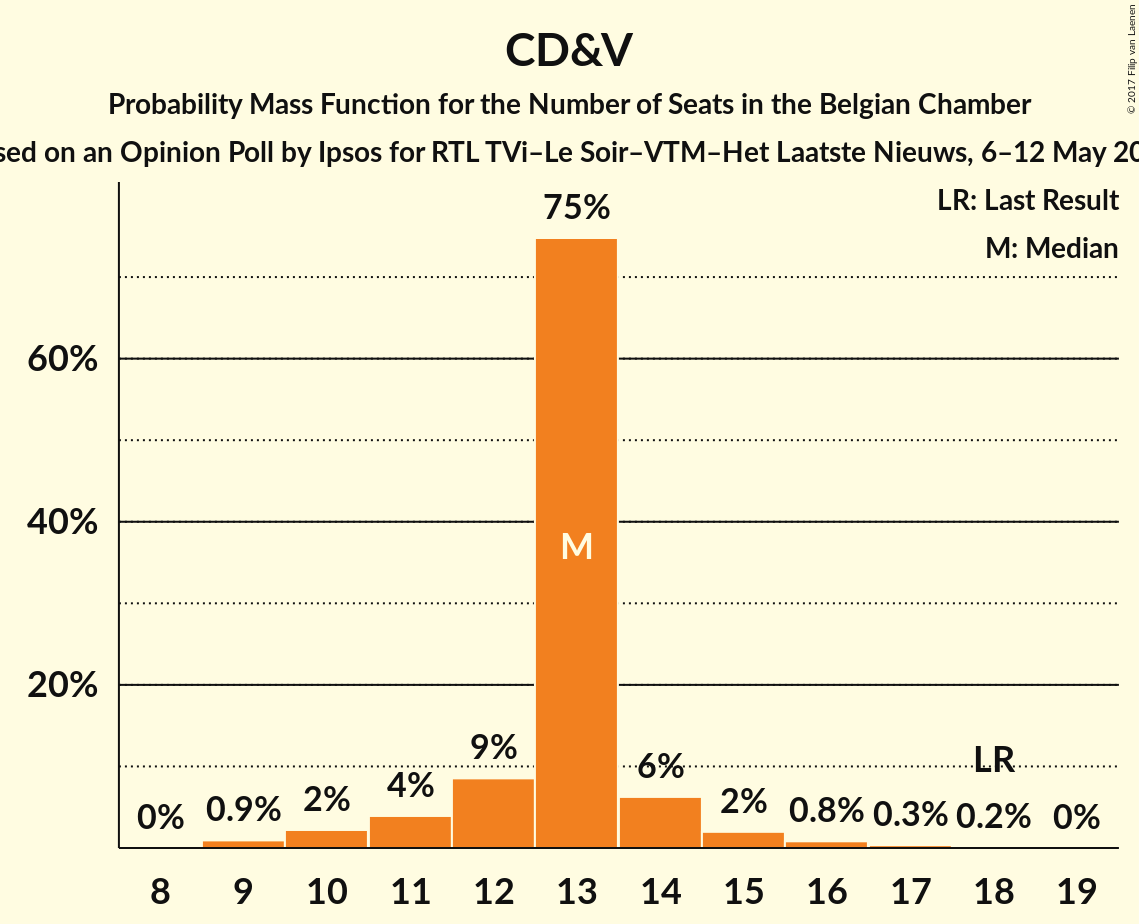 CD&V
Probability Mass Function for the Number of Seats in the Belgian Chamber
sed on an Opinion Poll by Ipsos for RTL TVi–Le Soir–VTM–Het Laatste Nieuws, 6–12 May 20
© 2017 Filip van Laenen
LR: Last Result
M: Median
75%
60%
40%
M
20%
9%
LR
6%
4%
2%
2%
0%
0.9%
0.8%
0.3%
0.2%
0%
8 9 10 11 12 13 14 15 16 17 18 19